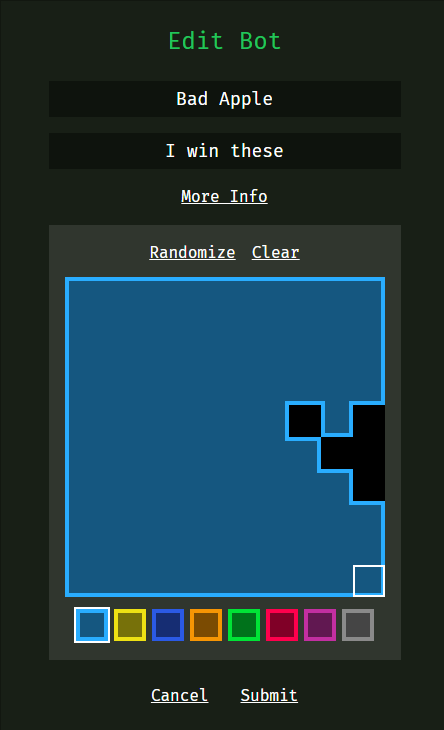 Edit Bot
Bad Apple
I win these
More Info
Randomize Clear
Cancel Submit